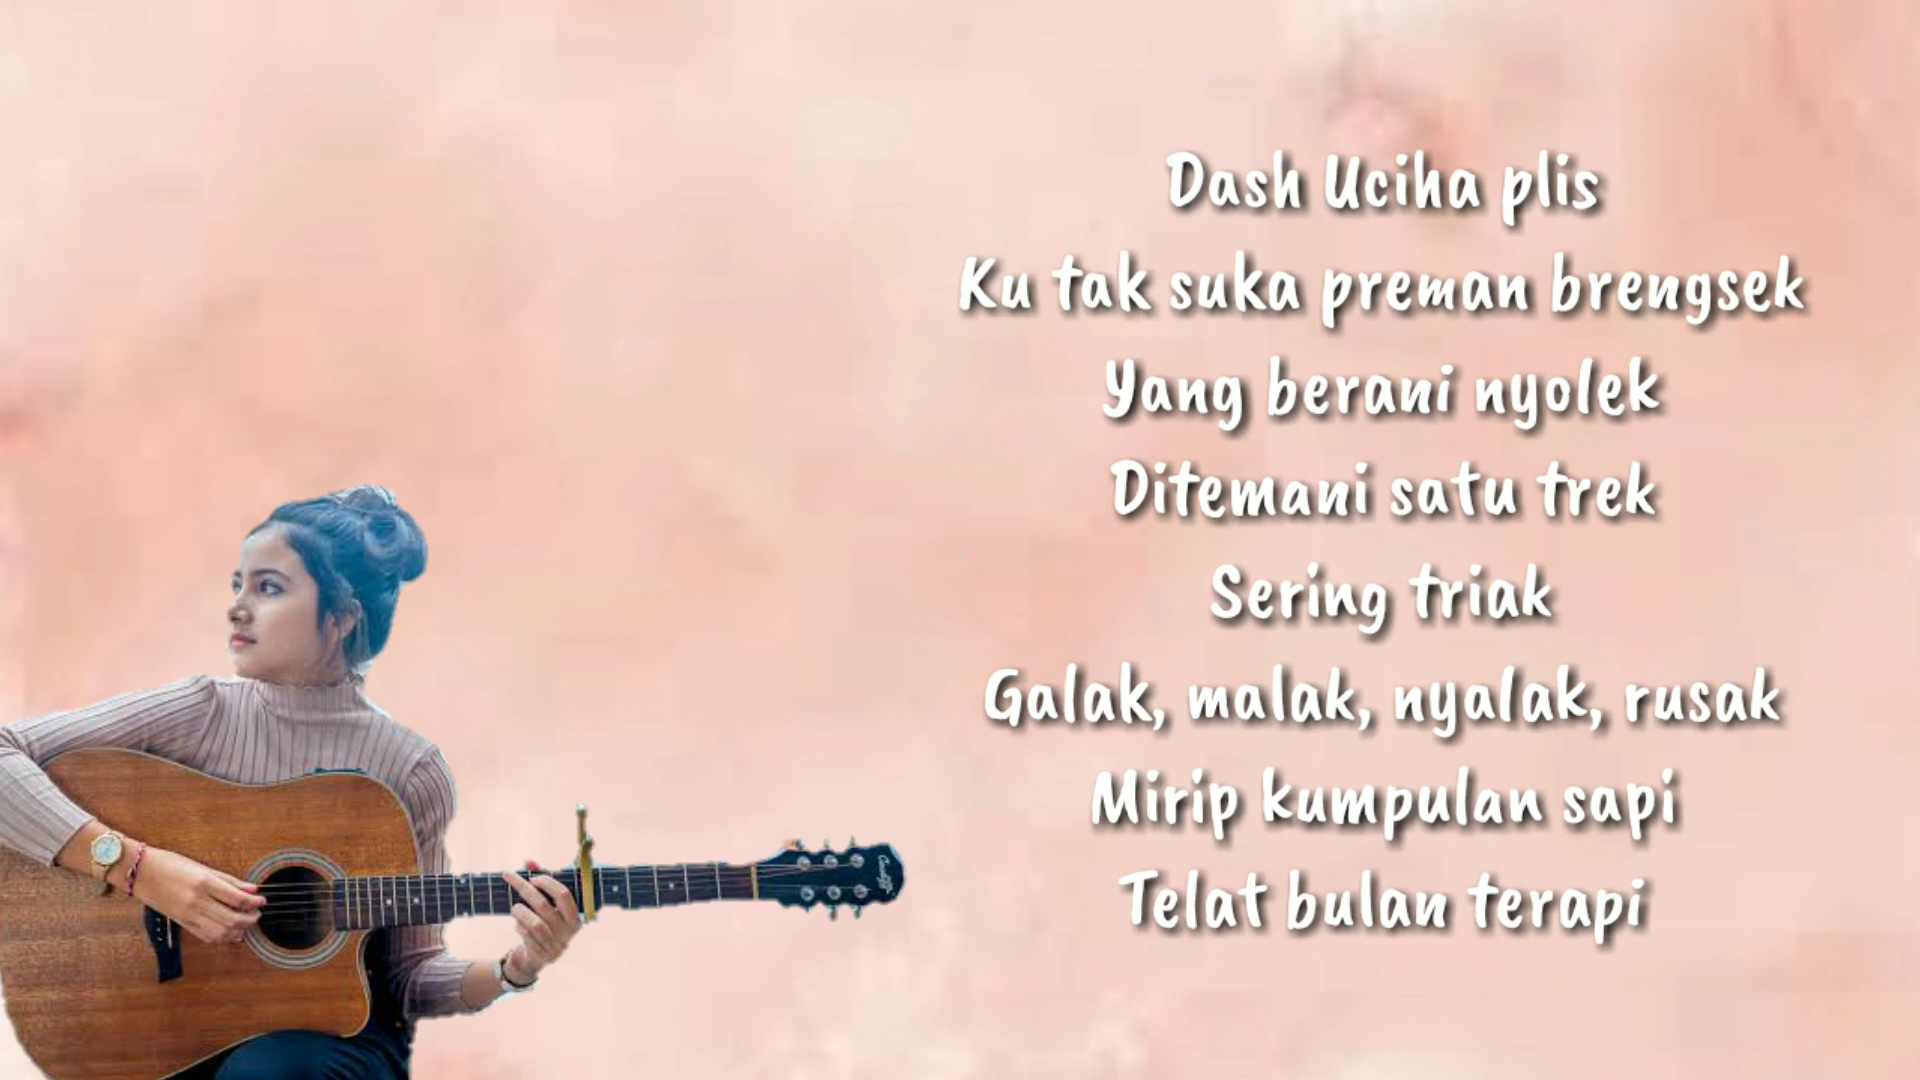 Dash Uciha plis
Ku tak suka preman brengsek
Yang berani nyolek
Ditemani satu trek
Sering triak
Galak, malak, nyalak, rusak
Mirip kumpulan sapi
Telat bulan terapi